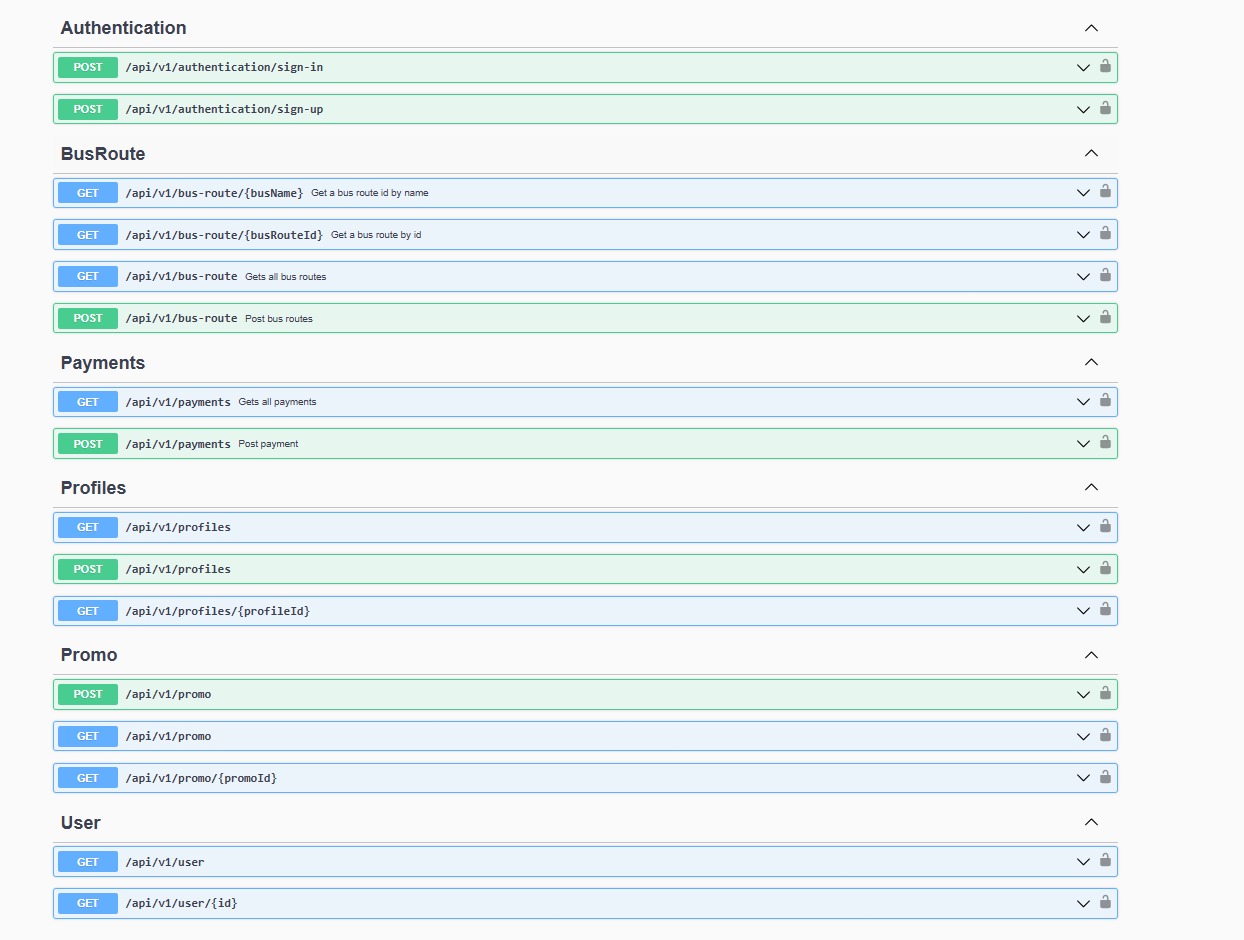 Authentication
POST /api/v1/authentication/sign-in
POST /api/v1/authentication/sign-up
BusRoute
GET /api/v1/bus-route/{busName} Get a bus route id by name
GET /api/v1/bus-route/{busRouteId} Get a bus route by id
GET /api/v1/bus-route Gets all bus routes
POST /api/v1/bus-route Post bus routes
Payments
GET /api/v1/payments Gets all payments
POST /api/v1/payments Post payment
Profiles
GET /api/v1/profiles
POST /api/v1/profiles
GET /api/v1/profiles/{profileId}
Promo
POST /api/v1/promo
GET /api/v1/promo
GET /api/v1/promo/{promoId}
User
GET /api/v1/user
GET /api/v1/user/{id}